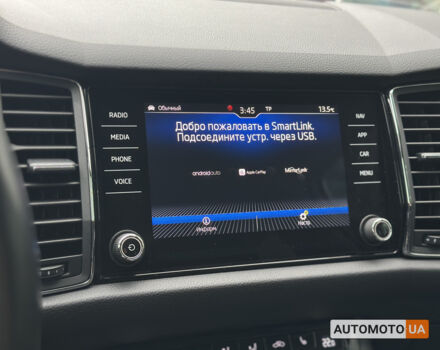 Обычный 3:45 TP 13.5°C
RADIO
MEDIA
PHONE
VOICE
Добро пожаловать в SmartLink.
Подсоедините устр. через USB.
androidauto Apple CarPlay MirrorLink
NAV
APP
CAR
MENU
AUTOMOTO.UA